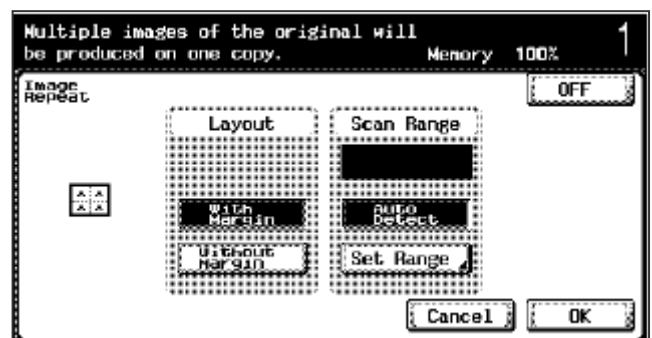 Multiple images of the original will
be produced on one copy. Memory 100% 1
Image
Repeat
OFF
Layout
Scan Range
With
Margin
Auto
Detect
Without
Margin
Set Range
Cancel
OK